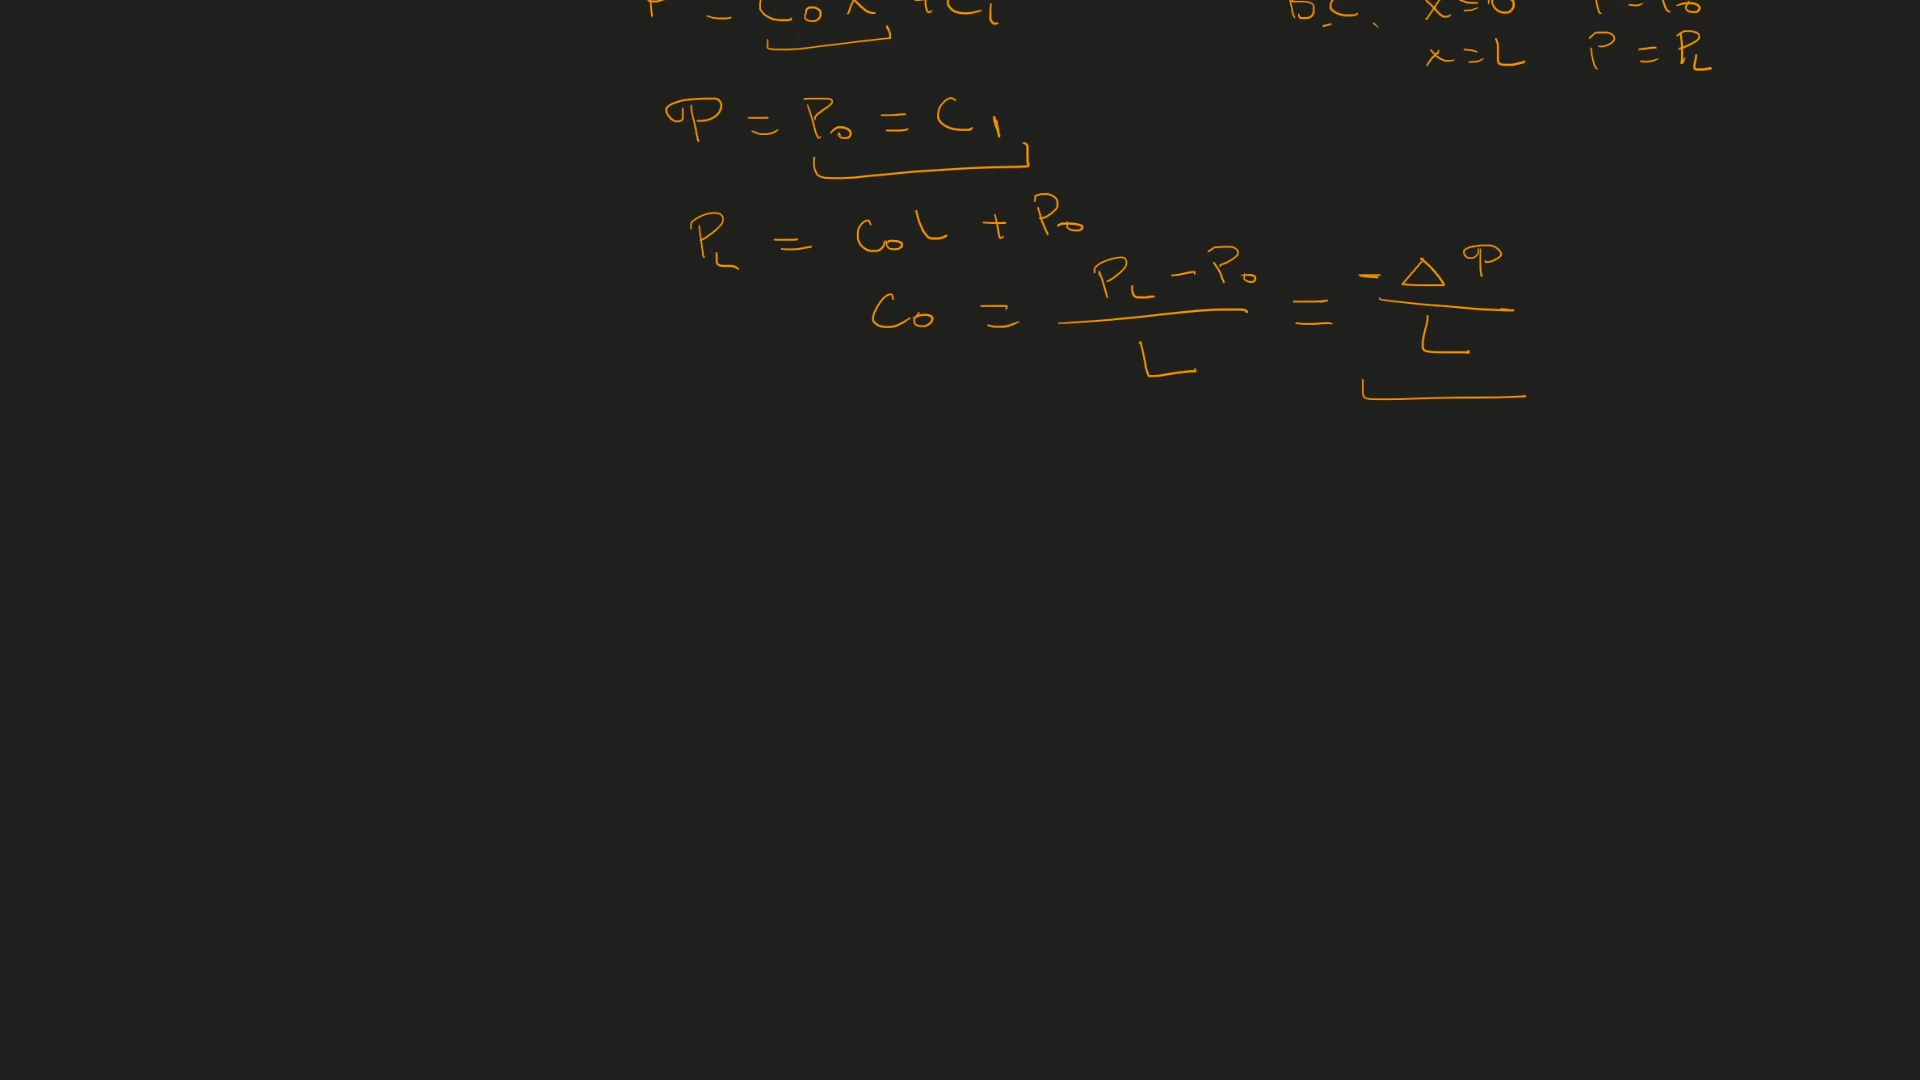 P = C₀x + C₁ B.C. x=0 P=P₀
x=L P=P_L
P = P₀ = C₁
P_L = C₀L + P₀
C₀ = (P_L - P₀)/L = -ΔP/L